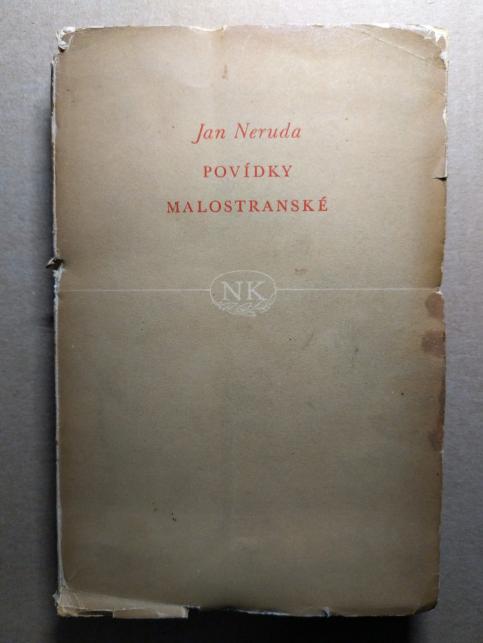 Jan Neruda
POVÍDKY
MALOSTRANSKÉ
NK